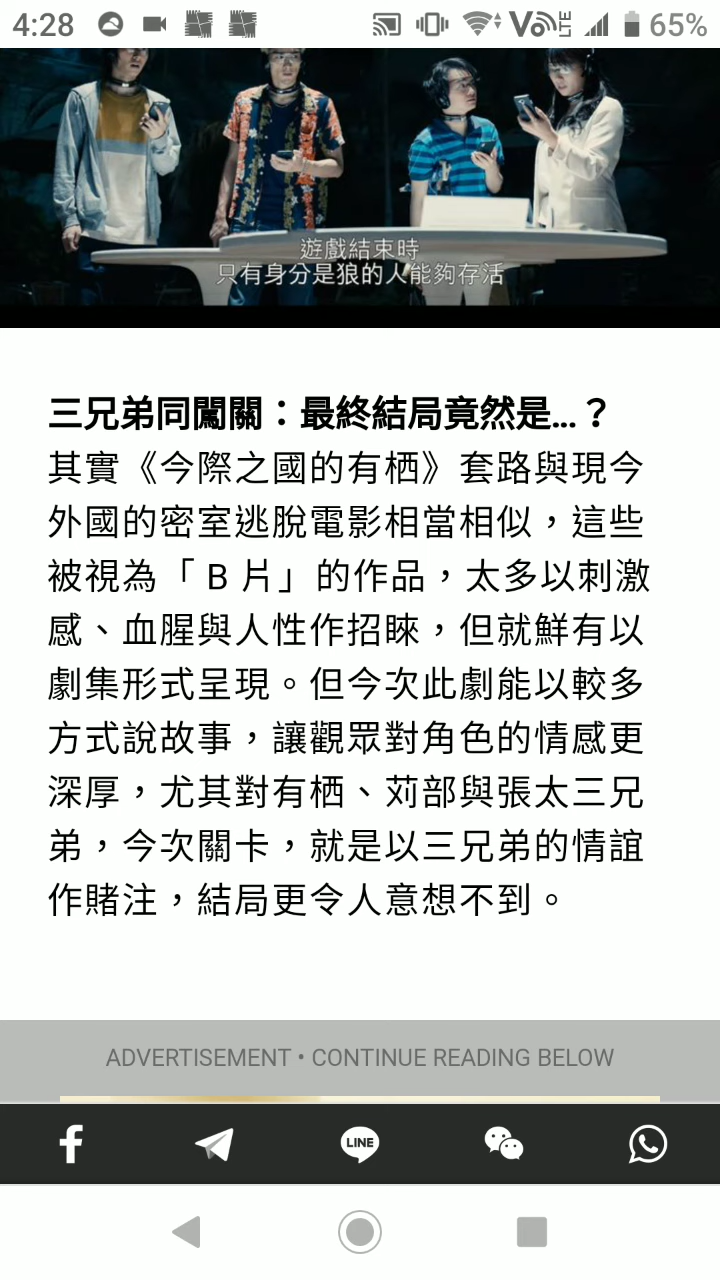 4:28
VoLTE
65%
遊戲結束時
只有身分是狼的人能夠存活
三兄弟同闖關：最終結局竟然是...？
其實《今際之國的有栖》套路與現今
外國的密室逃脫電影相當相似，這些
被視為「B 片」的作品，太多以刺激
感、血腥與人性作招睞，但就鮮有以
劇集形式呈現。但今次此劇能以較多
方式說故事，讓觀眾對角色的情感更
深厚，尤其對有栖、苅部與張太三兄
弟，今次關卡，就是以三兄弟的情誼
作賭注，結局更令人意想不到。
ADVERTISEMENT • CONTINUE READING BELOW
LINE